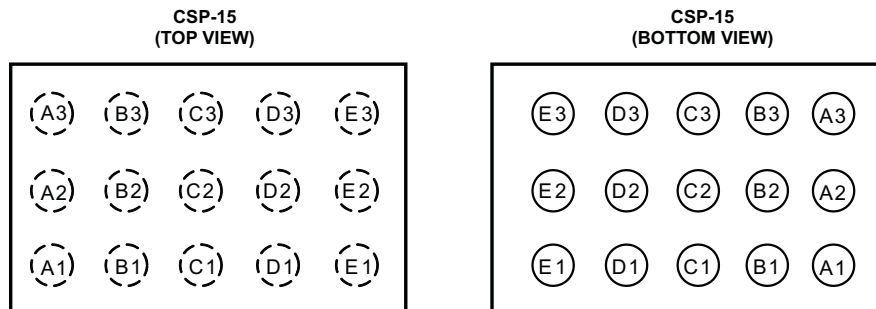 CSP-15
(TOP VIEW)
A3 B3 C3 D3 E3
A2 B2 C2 D2 E2
A1 B1 C1 D1 E1
CSP-15
(BOTTOM VIEW)
E3 D3 C3 B3 A3
E2 D2 C2 B2 A2
E1 D1 C1 B1 A1